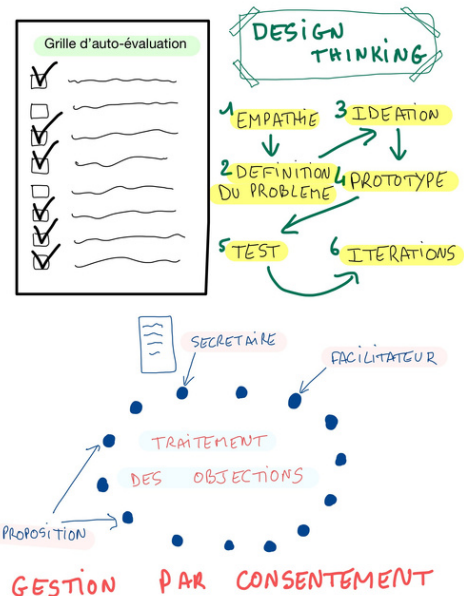 Grille d'auto-évaluation
DESIGN
THINKING
1 EMPATHIE
3 IDEATION
2 DEFINITION
DU PROBLEME
4 PROTOTYPE
5 TEST
6 ITERATIONS
SECRETAIRE
FACILITATEUR
TRAITEMENT
DES OBJECTIONS
PROPOSITION
GESTION PAR CONSENTEMENT